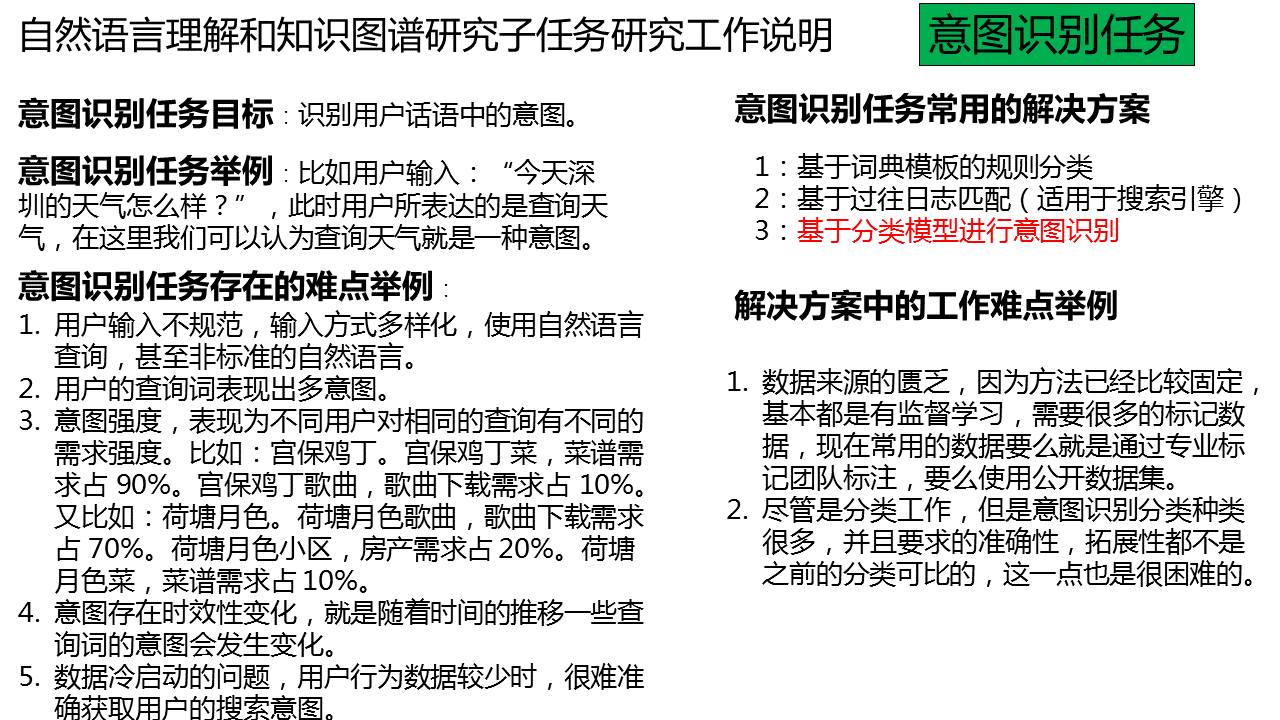 自然语言理解和知识图谱研究子任务研究工作说明
意图识别任务
意图识别任务目标：识别用户话语中的意图。
意图识别任务举例：比如用户输入：“今天深
圳的天气怎么样？”，此时用户所表达的是查询天
气，在这里我们可以认为查询天气就是一种意图。
意图识别任务存在的难点举例：
1. 用户输入不规范，输入方式多样化，使用自然语言
查询，甚至非标准的自然语言。
2. 用户的查询词表现出多意图。
3. 意图强度，表现为不同用户对相同的查询有不同的
需求强度。比如：宫保鸡丁。宫保鸡丁菜，菜谱需
求占 90%。宫保鸡丁歌曲，歌曲下载需求占 10%。
又比如：荷塘月色。荷塘月色歌曲，歌曲下载需求
占 70%。荷塘月色小区，房产需求占 20%。荷塘
月色菜，菜谱需求占 10%。
4. 意图存在时效性变化，就是随着时间的推移一些查
询词的意图会发生变化。
5. 数据冷启动的问题，用户行为数据较少时，很难准
确获取用户的搜索意图。
意图识别任务常用的解决方案
1：基于词典模板的规则分类
2：基于过往日志匹配（适用于搜索引擎）
3：基于分类模型进行意图识别
解决方案中的工作难点举例
1. 数据来源的匮乏，因为方法已经比较固定，
基本都是有监督学习，需要很多的标记数
据，现在常用的数据要么就是通过专业标
记团队标注，要么使用公开数据集。
2. 尽管是分类工作，但是意图识别分类种类
很多，并且要求的准确性，拓展性都不是
之前的分类可比的，这一点也是很困难的。